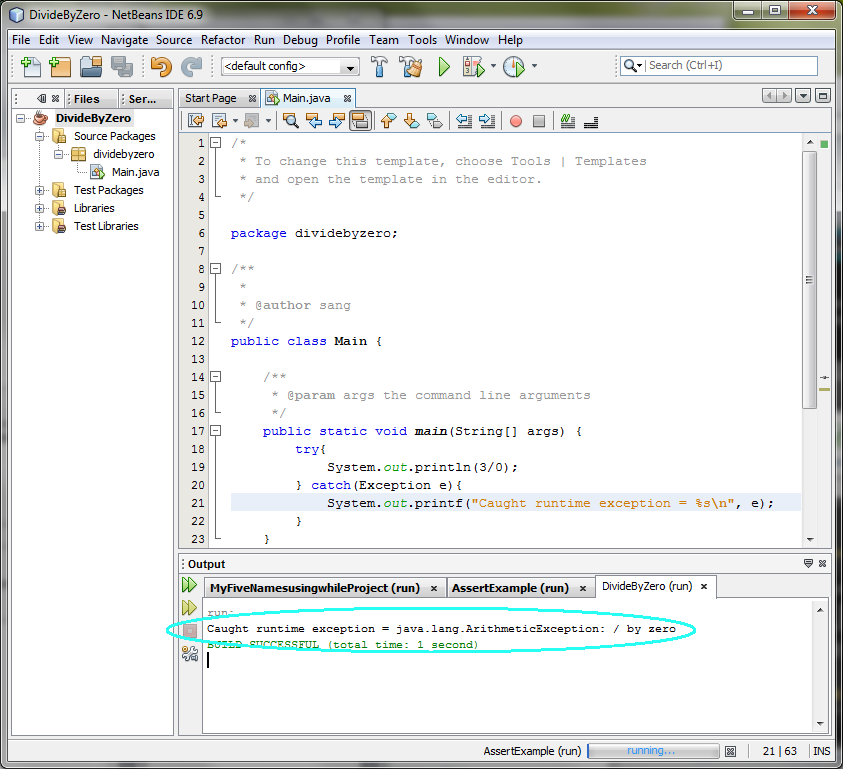 DivideByZero - NetBeans IDE 6.9
File Edit View Navigate Source Refactor Run Debug Profile Team Tools Window Help
<default config>
Search (Ctrl+I)
Files Ser...
Start Page Main.java
DivideByZero
Source Packages
dividebyzero
Main.java
Test Packages
Libraries
Test Libraries
1 /*
2 * To change this template, choose Tools | Templates
3 * and open the template in the editor.
4 */
5
6 package dividebyzero;
7
8 /**
9 *
10 * @author sang
11 */
12 public class Main {
13
14 /**
15 * @param args the command line arguments
16 */
17 public static void main(String[] args) {
18 try{
19 System.out.println(3/0);
20 } catch(Exception e){
21 System.out.printf("Caught runtime exception = %s\n", e);
22 }
23 }
Output
MyFiveNamesusingwhileProject (run) AssertExample (run) DivideByZero (run)
run:
Caught runtime exception = java.lang.ArithmeticException: / by zero
BUILD SUCCESSFUL (total time: 1 second)
AssertExample (run) running... 21 | 63 INS